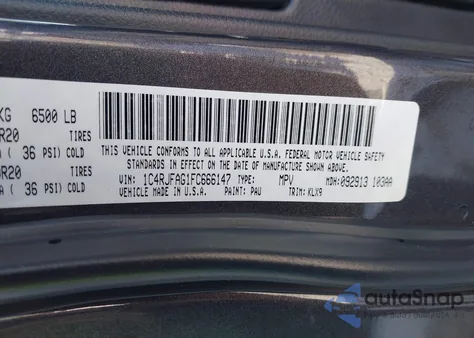 KG 6500 LB
R20 TIRES
A ( 36 PSI) COLD
R20 TIRES
A ( 36 PSI) COLD
THIS VEHICLE CONFORMS TO ALL APPLICABLE U.S.A. FEDERAL MOTOR VEHICLE SAFETY
STANDARDS IN EFFECT ON THE DATE OF MANUFACTURE SHOWN ABOVE.
VIN: 1C4RJFAG1FC666147 TYPE: MPV MDH: 092913 103AA
VEHICLE MADE IN U.S.A. PAINT: PAU TRIM: KLX9
autoSnap